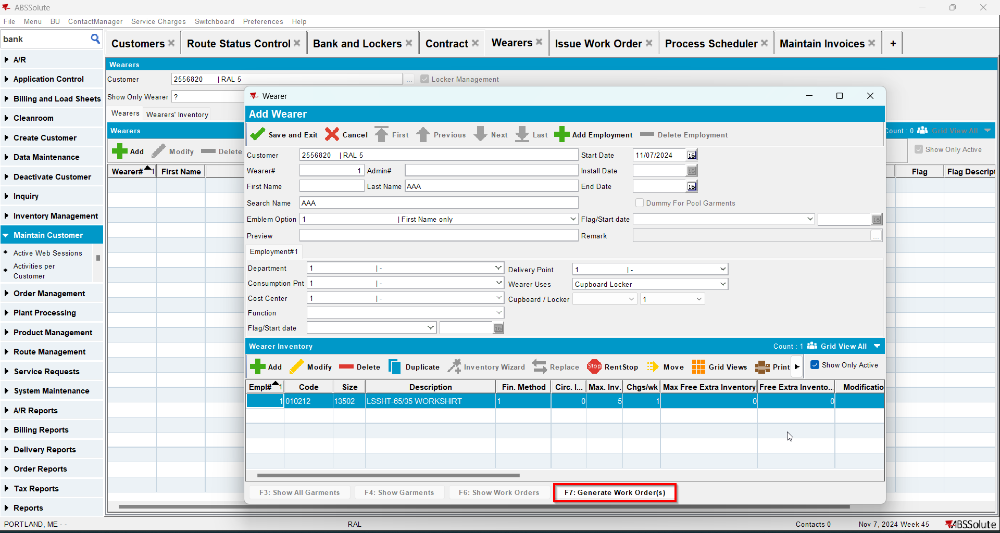 ABSSolute
File Menu BU ContactManager Service Charges Switchboard Preferences Help
bank
Customers Route Status Control Bank and Lockers Contract Wearers Issue Work Order Process Scheduler Maintain Invoices +
A/R
Application Control
Billing and Load Sheets
Cleanroom
Create Customer
Data Maintenance
Deactivate Customer
Inquiry
Inventory Management
Maintain Customer
Active Web Sessions
Activities per
Customer
Order Management
Plant Processing
Product Management
Route Management
Service Requests
System Maintenance
A/R Reports
Billing Reports
Delivery Reports
Order Reports
Tax Reports
Reports
Wearers
Customer 2556820 | RAL 5 ... Locker Management
Show Only Wearer ?
Wearers Wearers' Inventory
Wearers Count : 0 Grid View All
Add Modify Delete Show Only Active
Wearer# 1 First Name Flag Flag Descript
Wearer
Add Wearer
Save and Exit Cancel First Previous Next Last Add Employment Delete Employment
Customer 2556820 | RAL 5 Start Date 11/07/2024 16
Wearer# 1 Admin# Install Date 16
First Name Last Name AAA End Date 16
Search Name AAA Dummy For Pool Garments
Emblem Option 1 | First Name only Flag/Start date 16
Preview Remark ...
Employment#1
Department 1 | - Delivery Point 1 | -
Consumption Pnt 1 | - Wearer Uses Cupboard Locker
Cost Center 1 | - Cupboard / Locker 1
Function
Flag/Start date 16
Wearer Inventory Count : 1 Grid View All
Add Modify Delete Duplicate Inventory Wizard Replace Stop RentStop Move Grid Views Print Show Only Active
Empl# 1 Code Size Description Fin. Method Circ. I... Max. Inv. Chgs/wk Max Free Extra Inventory Free Extra Invento... Modificatio
1 010212 13502 LSSHT-65/35 WORKSHIRT 1 0 5 1 0 0
F3: Show All Garments F4: Show Garments F6: Show Work Orders F7: Generate Work Order(s)
PORTLAND, ME - - RAL Contacts 0 Nov 7, 2024 Week 45 ABSSolute